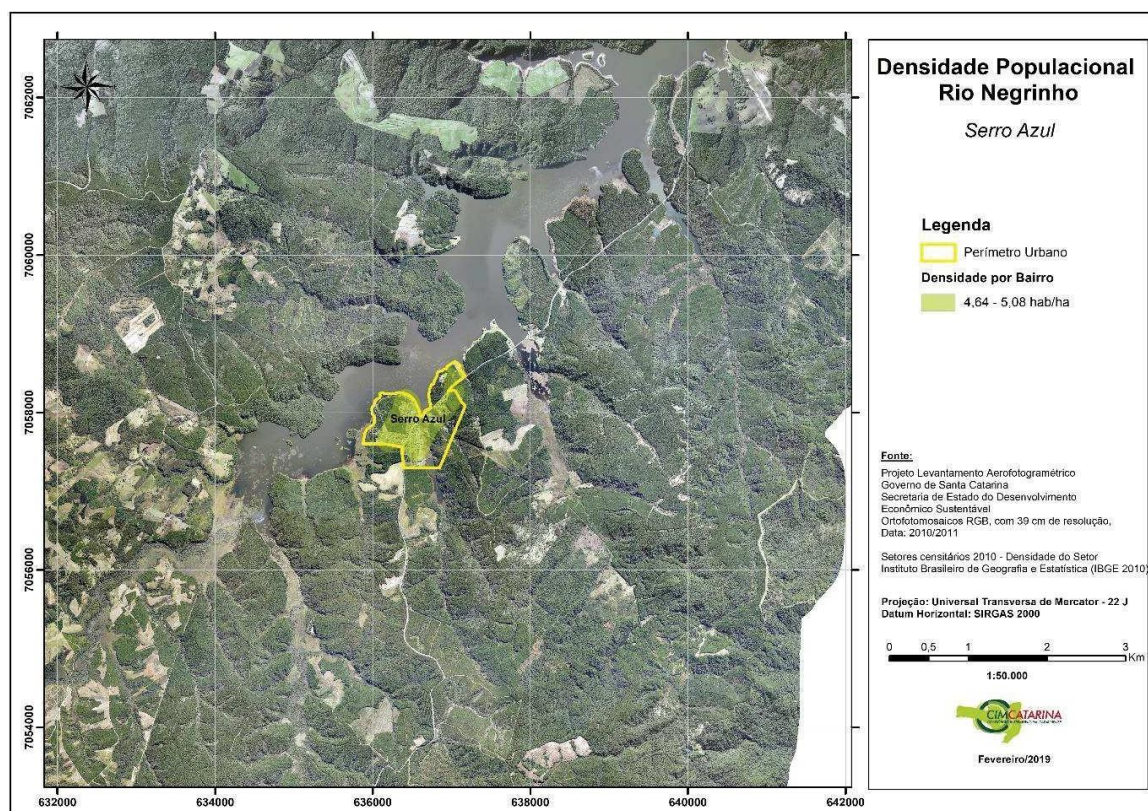 Densidade Populacional
Rio Negrinho
Serro Azul
Legenda
Perímetro Urbano
Densidade por Bairro
4,64 - 5,08 hab/ha
Fonte:
Projeto Levantamento Aerofotogramétrico
Governo de Santa Catarina
Secretaria de Estado do Desenvolvimento
Econômico Sustentável
Ortofotomosaicos RGB, com 39 cm de resolução,
Data: 2010/2011
Setores censitários 2010 - Densidade do Setor
Instituto Brasileiro de Geografia e Estatística (IBGE 2010)
Projeção: Universal Transversa de Mercator - 22 J
Datum Horizontal: SIRGAS 2000
0 0,5 1 2 3
Km
1:50.000
CIMCATARINA
Fevereiro/2019
Serro Azul
7062000
7060000
7058000
7056000
7054000
632000 634000 636000 638000 640000 642000